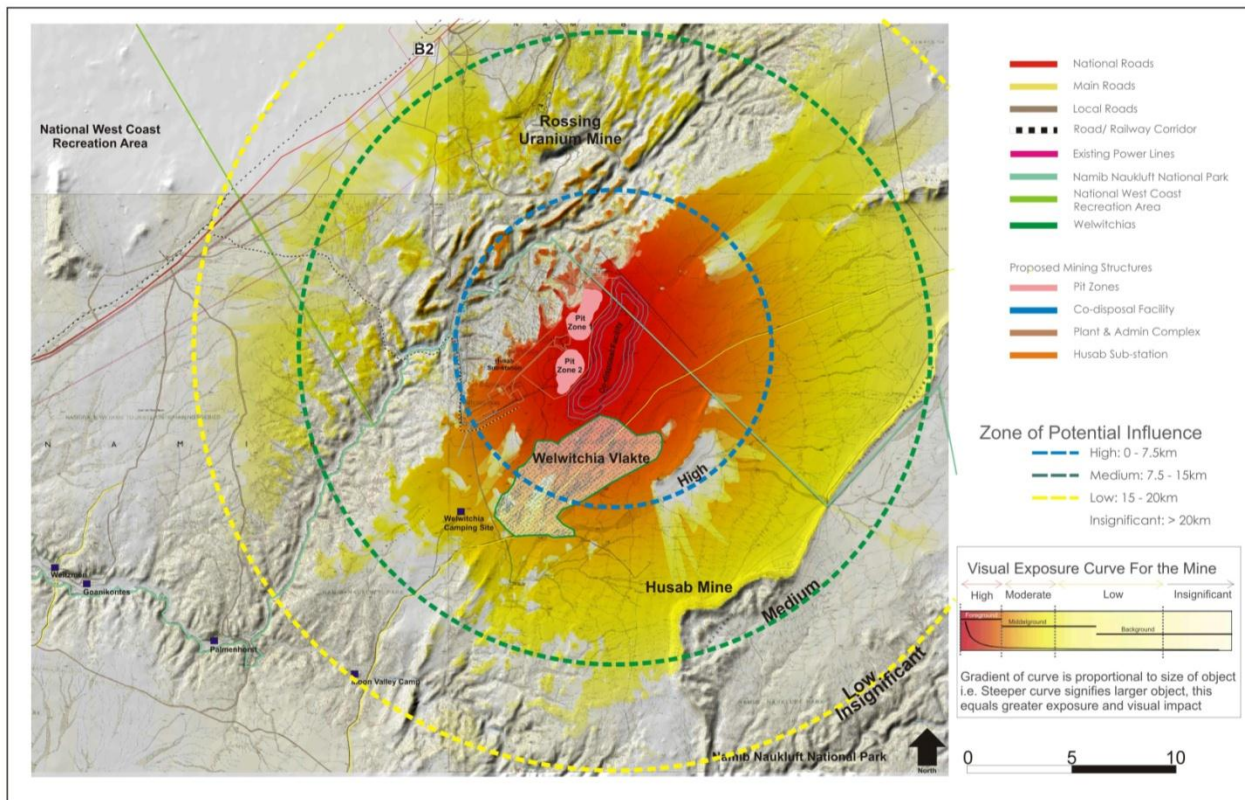 B2
National West Coast
Recreation Area
Rossing
Uranium Mine
Pit
Zone 1
Pit
Zone 2
Co-disposal Facility
Welwitchia Vlakte
High
Welwitchia
Camping Site
Husab Mine
Medium
Goanikontes
Palmenhorst
Moon Valley Camp
Low
Insignificant
Namib Naukluft National Park
North
N A M I
National Roads
Main Roads
Local Roads
Road/ Railway Corridor
Existing Power Lines
Namib Naukluft National Park
National West Coast
Recreation Area
Welwitchias
Proposed Mining Structures
Pit Zones
Co-disposal Facility
Plant & Admin Complex
Husab Sub-station
Zone of Potential Influence
High: 0 - 7.5km
Medium: 7.5 - 15km
Low: 15 - 20km
Insignificant: > 20km
Visual Exposure Curve For the Mine
High Moderate Low Insignificant
Foreground
Middleground
Background
Gradient of curve is proportional to size of object
i.e. Steeper curve signifies larger object, this
equals greater exposure and visual impact
0 5 10